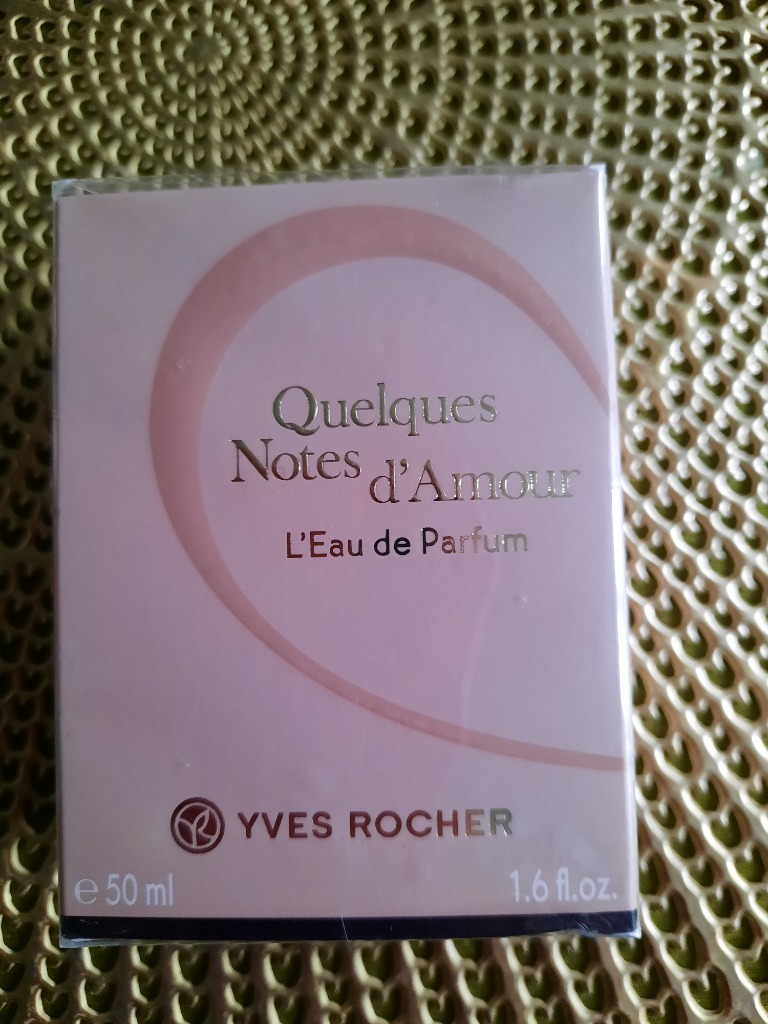 Quelques
Notes d'Amour
L'Eau de Parfum
YVES ROCHER
e 50 ml
1.6 fl.oz.